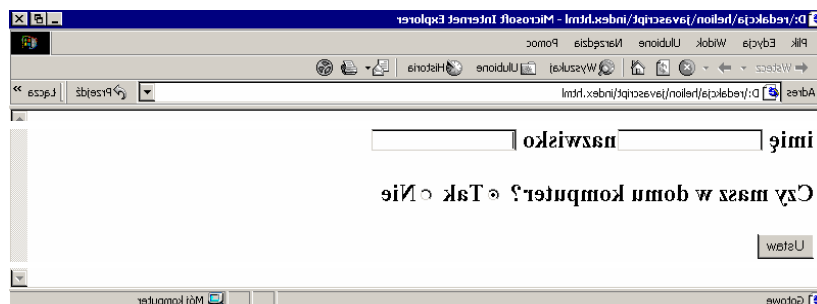 D:/redakcja/helion/javascript/index.html - Microsoft Internet Explorer
Plik Edycja Widok Ulubione Narzędzia Pomoc
Wstecz Wyszukaj Ulubione Historia
Adres D:/redakcja/helion/javascript/index.html Przejdź Łącza »
imię nazwisko
Czy masz w domu komputer? Tak Nie
Ustaw
Gotowe Mój komputer